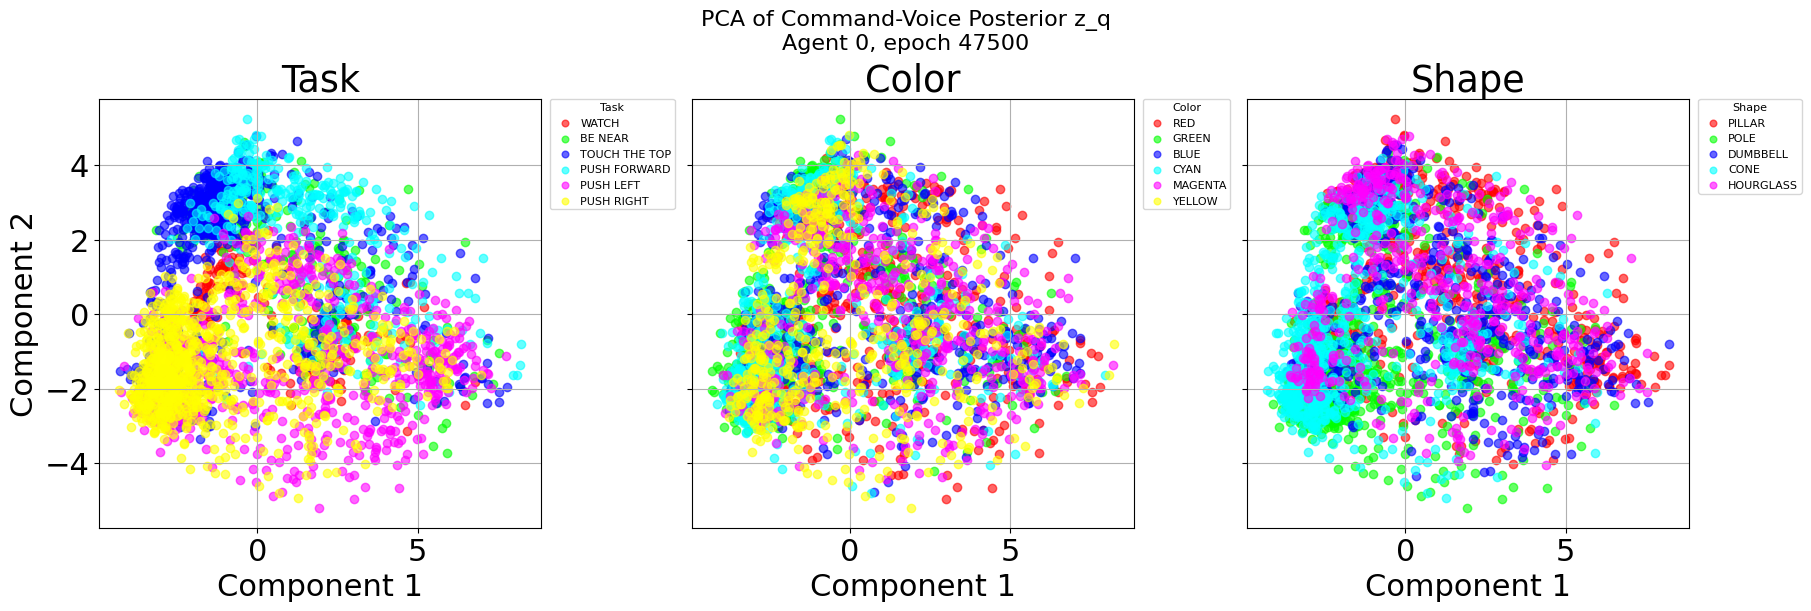 PCA of Command-Voice Posterior z_q
Agent 0, epoch 47500
Task
Color
Shape
Task
WATCH
BE NEAR
TOUCH THE TOP
PUSH FORWARD
PUSH LEFT
PUSH RIGHT
Color
RED
GREEN
BLUE
CYAN
MAGENTA
YELLOW
Shape
PILLAR
POLE
DUMBBELL
CONE
HOURGLASS
Component 2
4
2
0
−2
−4
0 5
0 5
0 5
Component 1
Component 1
Component 1